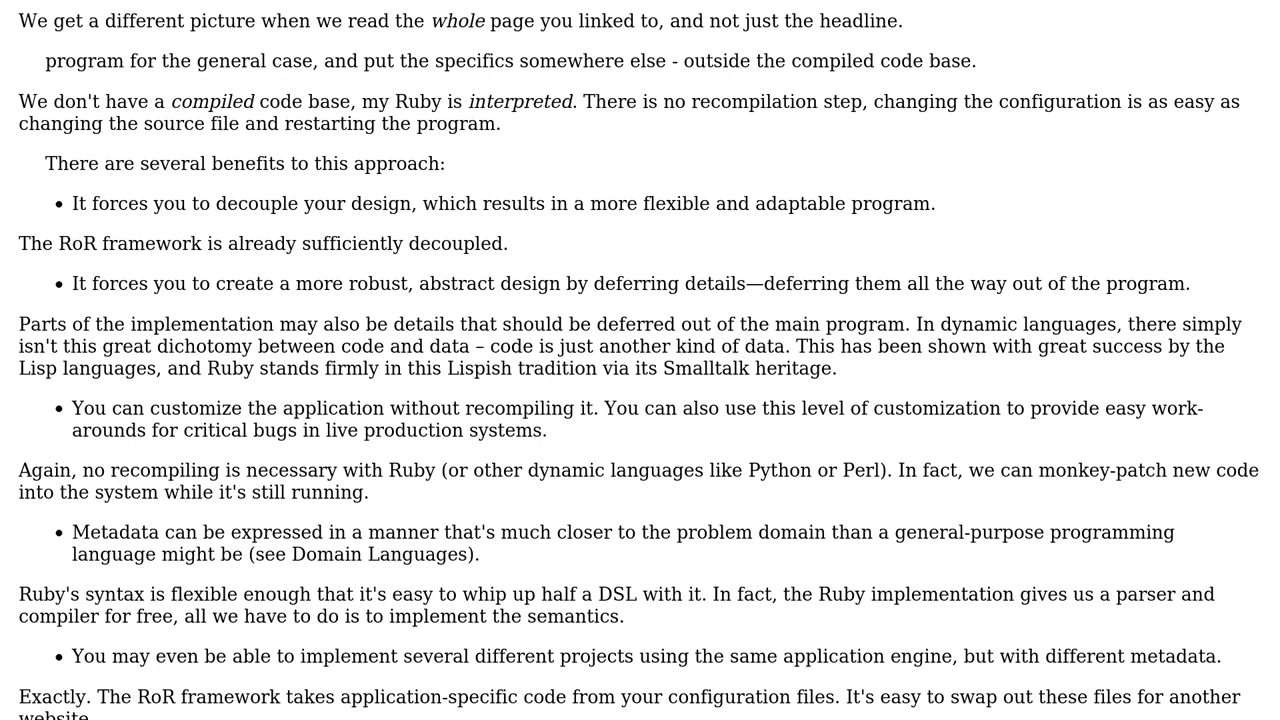 We get a different picture when we read the whole page you linked to, and not just the headline.
program for the general case, and put the specifics somewhere else - outside the compiled code base.
We don't have a compiled code base, my Ruby is interpreted. There is no recompilation step, changing the configuration is as easy as
changing the source file and restarting the program.
There are several benefits to this approach:
• It forces you to decouple your design, which results in a more flexible and adaptable program.
The RoR framework is already sufficiently decoupled.
• It forces you to create a more robust, abstract design by deferring details—deferring them all the way out of the program.
Parts of the implementation may also be details that should be deferred out of the main program. In dynamic languages, there simply
isn't this great dichotomy between code and data – code is just another kind of data. This has been shown with great success by the
Lisp languages, and Ruby stands firmly in this Lispish tradition via its Smalltalk heritage.
• You can customize the application without recompiling it. You can also use this level of customization to provide easy work-
arounds for critical bugs in live production systems.
Again, no recompiling is necessary with Ruby (or other dynamic languages like Python or Perl). In fact, we can monkey-patch new code
into the system while it's still running.
• Metadata can be expressed in a manner that's much closer to the problem domain than a general-purpose programming
language might be (see Domain Languages).
Ruby's syntax is flexible enough that it's easy to whip up half a DSL with it. In fact, the Ruby implementation gives us a parser and
compiler for free, all we have to do is to implement the semantics.
• You may even be able to implement several different projects using the same application engine, but with different metadata.
Exactly. The RoR framework takes application-specific code from your configuration files. It's easy to swap out these files for another
website.